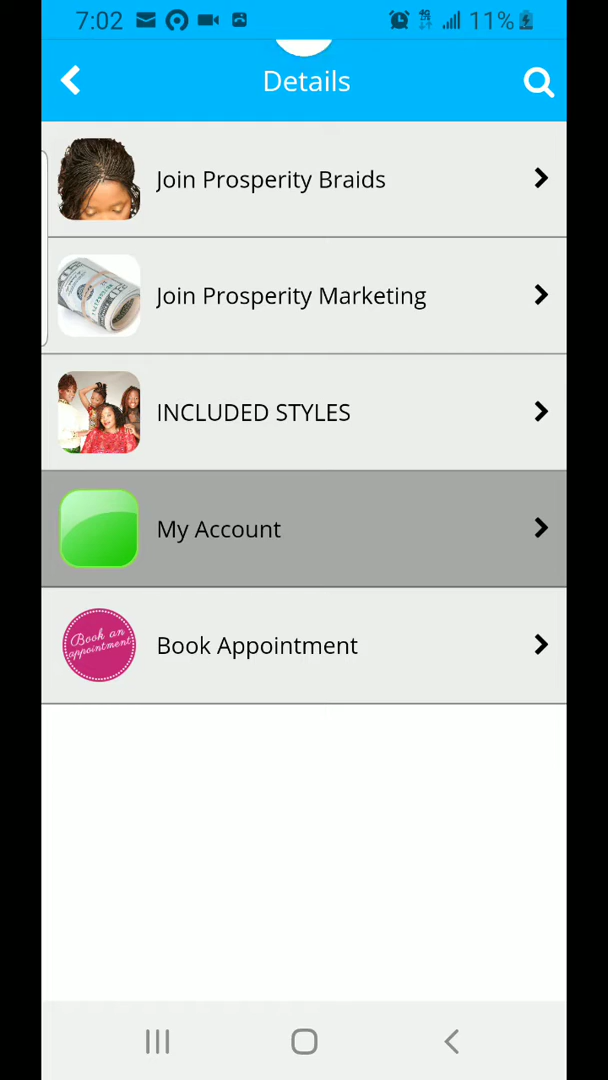 7:02
11%
Details
Join Prosperity Braids
Join Prosperity Marketing
INCLUDED STYLES
My Account
Book an
appointment
Book Appointment